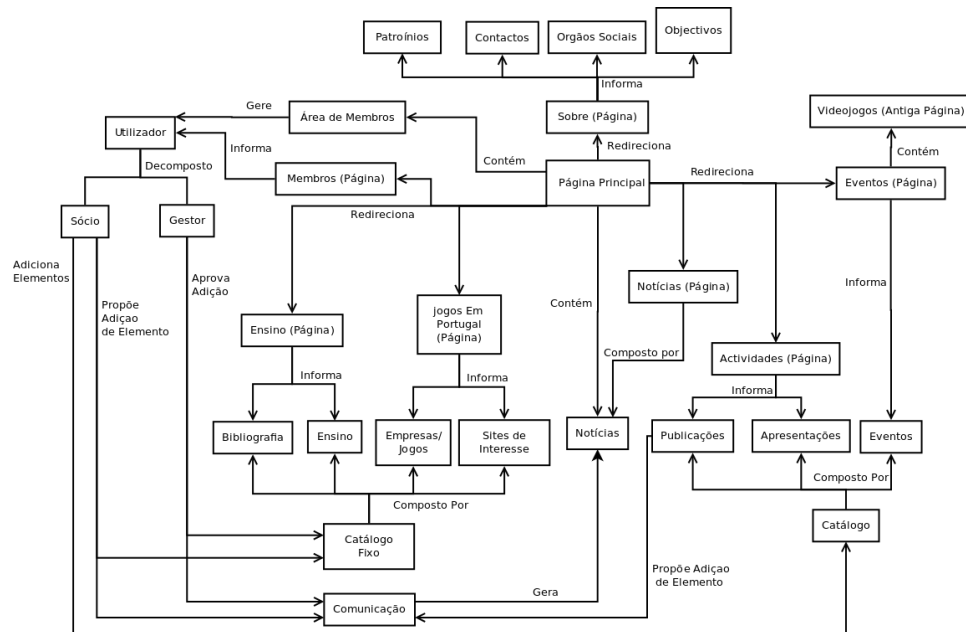 Patroínios
Contactos
Orgãos Sociais
Objectivos
Informa
Gere
Área de Membros
Sobre (Página)
Videojogos (Antiga Página)
Utilizador
Informa
Redireciona
Contém
Contém
Decomposto
Membros (Página)
Página Principal
Redireciona
Eventos (Página)
Sócio
Gestor
Redireciona
Adiciona
Elementos
Aprova
Adição
Propõe
Adiçao
de Elemento
Contém
Notícias (Página)
Informa
Ensino (Página)
Jogos Em
Portugal
(Página)
Composto por
Actividades (Página)
Informa
Informa
Informa
Bibliografia
Ensino
Empresas/
Jogos
Sites de
Interesse
Notícias
Publicações
Apresentações
Eventos
Composto Por
Composto Por
Catálogo
Fixo
Catálogo
Propõe Adiçao
de Elemento
Comunicação
Gera